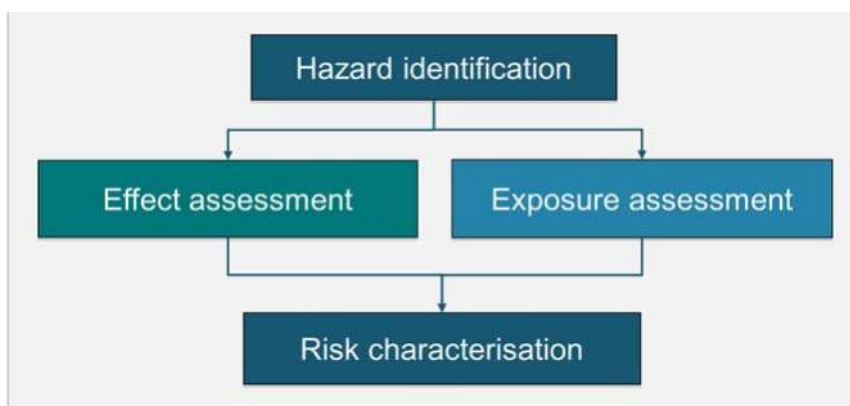 Hazard identification
Effect assessment
Exposure assessment
Risk characterisation